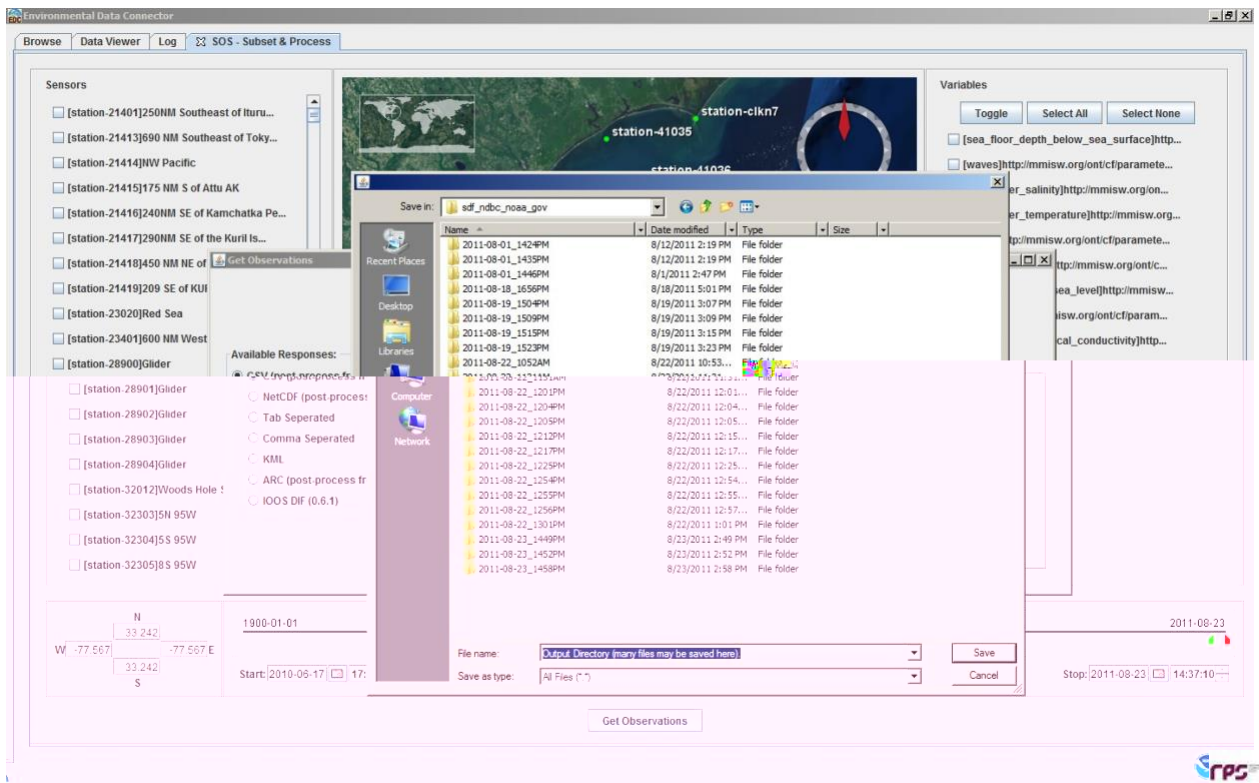 Environmental Data Connector
Browse
Data Viewer
Log
SOS - Subset & Process
Sensors
[station-21401]250NM Southeast of Ituru...
[station-21413]690 NM Southeast of Toky...
[station-21414]NW Pacific
[station-21415]175 NM S of Attu AK
[station-21416]240NM SE of Kamchatka Pe...
[station-21417]290NM SE of the Kuril Is...
[station-21418]450 NM NE of
[station-21419]209 SE of KUI
[station-23020]Red Sea
[station-23401]600 NM West
[station-28900]Glider
[station-28901]Glider
[station-28902]Glider
[station-28903]Glider
[station-28904]Glider
[station-32012]Woods Hole
[station-32303]5N 95W
[station-32304]5S 95W
[station-32305]8S 95W
station-clkn7
station-41035
station-41036
Variables
Toggle
Select All
Select None
[sea_floor_depth_below_sea_surface]http...
[waves]http://mmisw.org/ont/cf/paramete...
er_salinity]http://mmisw.org/on...
er_temperature]http://mmisw.org...
tp://mmisw.org/ont/cf/paramete...
ttp://mmisw.org/ont/c...
sea_level]http://mmisw...
isw.org/ont/cf/param...
cal_conductivity]http...
Get Observations
Available Responses:
NetCDF (post-process
Tab Seperated
Comma Seperated
KML
ARC (post-process fr
IOOS DIF (0.6.1)
Save in:
sdf_ndbc_noaa_gov
Recent Places
Desktop
Libraries
Computer
Network
Name Date modified Type Size
2011-08-01_1424PM 8/12/2011 2:19 PM File folder
2011-08-01_1435PM 8/12/2011 2:19 PM File folder
2011-08-01_1446PM 8/1/2011 2:47 PM File folder
2011-08-18_1656PM 8/18/2011 5:01 PM File folder
2011-08-19_1504PM 8/19/2011 3:07 PM File folder
2011-08-19_1509PM 8/19/2011 3:09 PM File folder
2011-08-19_1515PM 8/19/2011 3:15 PM File folder
2011-08-19_1523PM 8/19/2011 3:23 PM File folder
2011-08-22_1052AM 8/22/2011 10:53...
2011-08-22_1201PM 8/22/2011 12:01... File folder
2011-08-22_1204PM 8/22/2011 12:04... File folder
2011-08-22_1205PM 8/22/2011 12:05... File folder
2011-08-22_1212PM 8/22/2011 12:15... File folder
2011-08-22_1217PM 8/22/2011 12:17... File folder
2011-08-22_1225PM 8/22/2011 12:25... File folder
2011-08-22_1254PM 8/22/2011 12:54... File folder
2011-08-22_1255PM 8/22/2011 12:55... File folder
2011-08-22_1256PM 8/22/2011 12:57... File folder
2011-08-22_1301PM 8/22/2011 1:01 PM File folder
2011-08-23_1449PM 8/23/2011 2:49 PM File folder
2011-08-23_1452PM 8/23/2011 2:52 PM File folder
2011-08-23_1458PM 8/23/2011 2:58 PM File folder
File name: Output Directory (many files may be saved here).
Save
Save as type: All Files (*.*)
Cancel
N
33.242
W -77.567 -77.567 E
33.242
S
1900-01-01
2011-08-23
Start: 2010-06-17 17:
Stop: 2011-08-23 14:37:10
Get Observations
rps